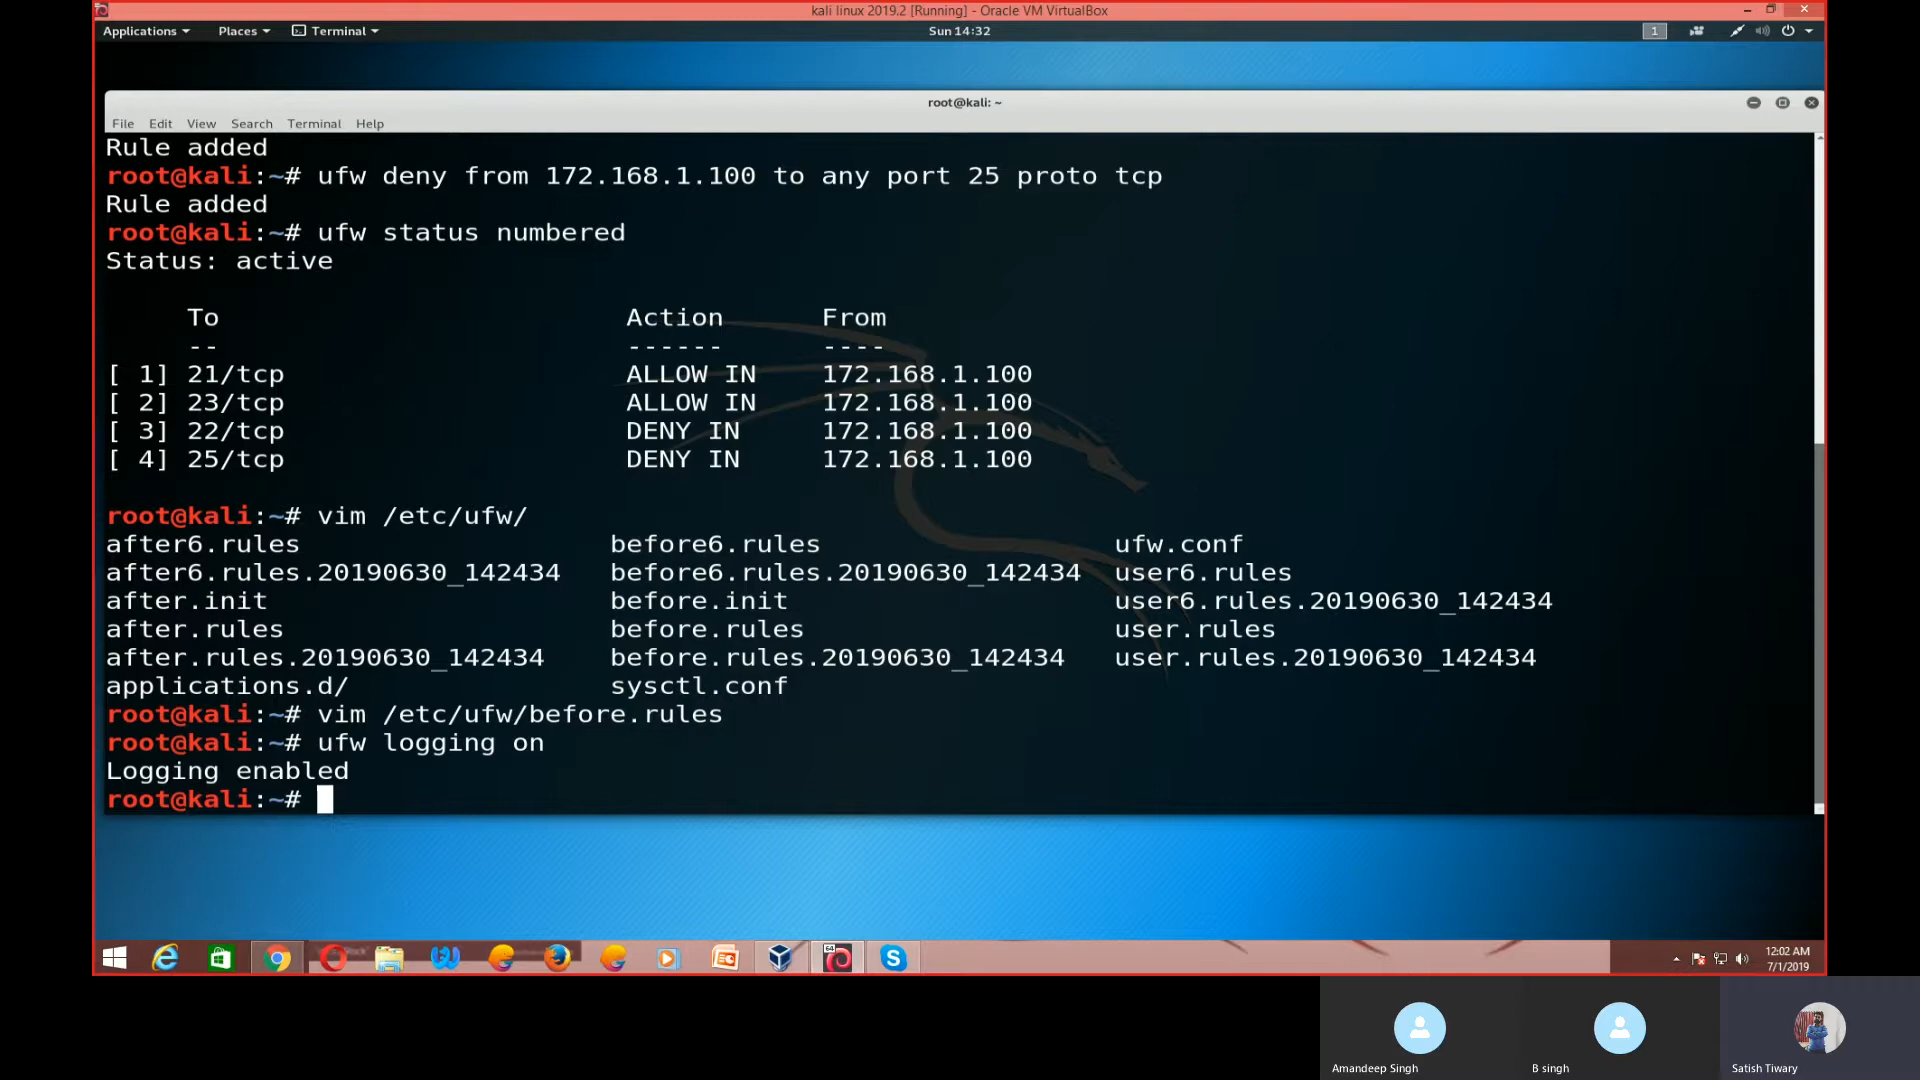 kali linux 2019.2 [Running] - Oracle VM VirtualBox
Applications Places Terminal Sun 14:32 1
root@kali: ~
File Edit View Search Terminal Help
Rule added
root@kali:~# ufw deny from 172.168.1.100 to any port 25 proto tcp
Rule added
root@kali:~# ufw status numbered
Status: active
To Action From
-- ------ ----
[ 1] 21/tcp ALLOW IN 172.168.1.100
[ 2] 23/tcp ALLOW IN 172.168.1.100
[ 3] 22/tcp DENY IN 172.168.1.100
[ 4] 25/tcp DENY IN 172.168.1.100
root@kali:~# vim /etc/ufw/
after6.rules before6.rules ufw.conf
after6.rules.20190630_142434 before6.rules.20190630_142434 user6.rules
after.init before.init user6.rules.20190630_142434
after.rules before.rules user.rules
after.rules.20190630_142434 before.rules.20190630_142434 user.rules.20190630_142434
applications.d/ sysctl.conf
root@kali:~# vim /etc/ufw/before.rules
root@kali:~# ufw logging on
Logging enabled
root@kali:~#
64
12:02 AM
7/1/2019
Amandeep Singh B singh Satish Tiwary